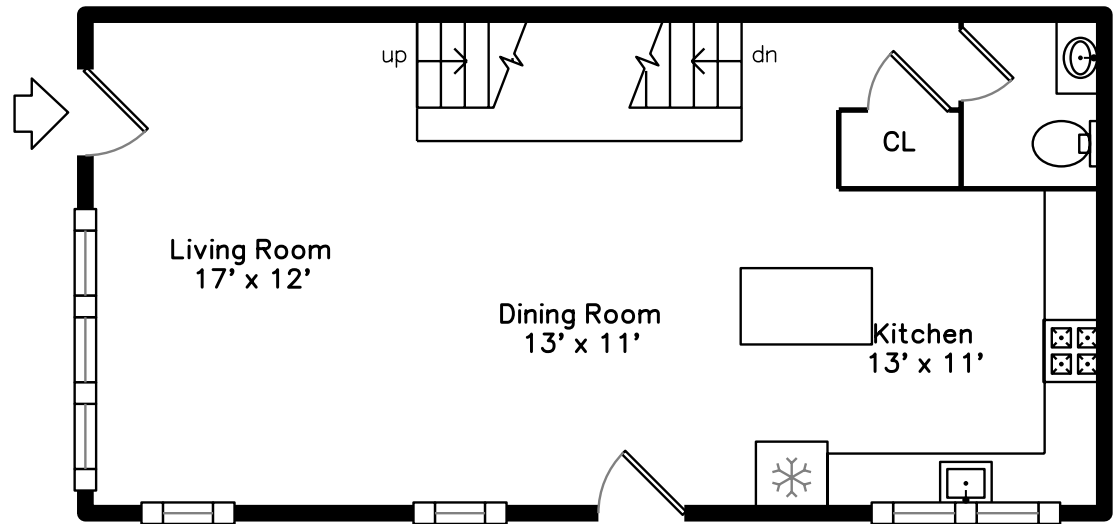 up
dn
CL
Living Room
17' x 12'
Dining Room
13' x 11'
Kitchen
13' x 11'